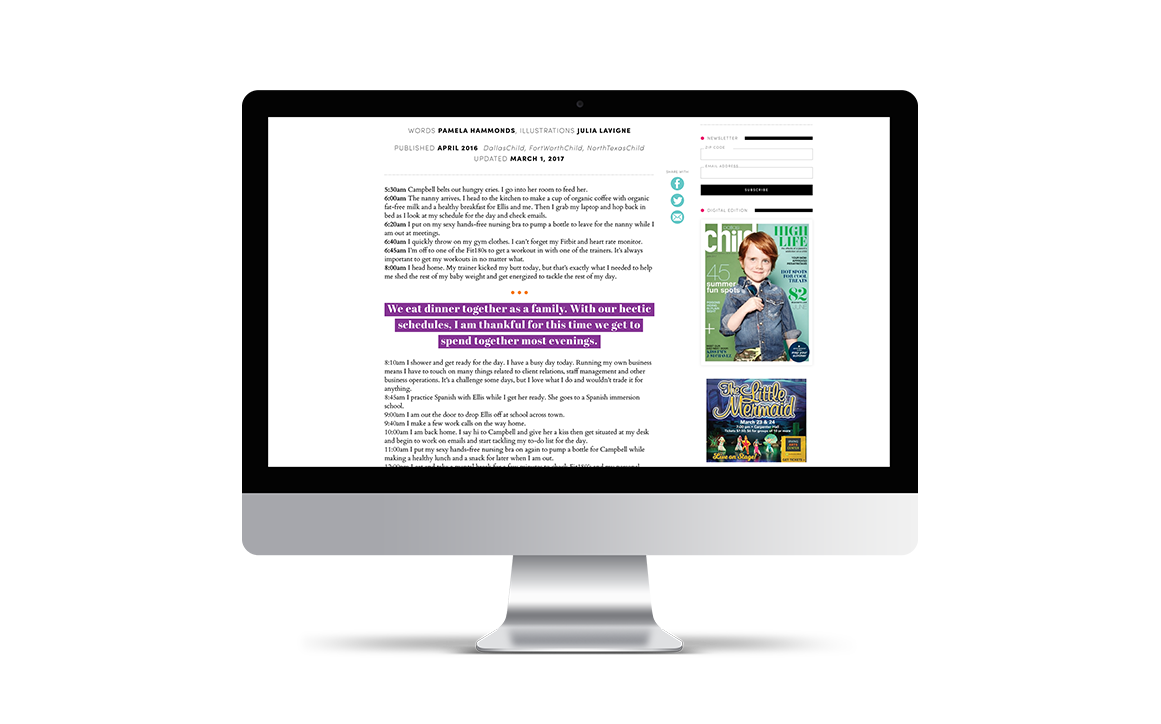 WORDS PAMELA HAMMONDS, ILLUSTRATIONS JULIA LAVIGNE
PUBLISHED APRIL 2016 DallasChild, FortWorthChild, NorthTexasChild
UPDATED MARCH 1, 2017
5:30am Campbell belts out hungry cries. I go into her room to feed her.
6:00am The nanny arrives. I head to the kitchen to make a cup of organic coffee with organic
fat-free milk and a healthy breakfast for Ellis and me. Then I grab my laptop and hop back in
bed as I look at my schedule for the day and check emails.
6:20am I put on my sexy hands-free nursing bra to pump a bottle to leave for the nanny while I
am out at meetings.
6:40am I quickly throw on my gym clothes. I can't forget my Fitbit and heart rate monitor.
6:45am I'm off to one of the Fit180s to get a workout in with one of the trainers. It's always
important to get my workouts in no matter what.
8:00am I head home. My trainer kicked my butt today, but that's exactly what I needed to help
me shed the rest of my baby weight and get energized to tackle the rest of my day.
We eat dinner together as a family. With our hectic
schedules, I am thankful for this time we get to
spend together most evenings.
8:10am I shower and get ready for the day. I have a busy day today. Running my own business
means I have to touch on many things related to client relations, staff management and other
business operations. It's a challenge some days, but I love what I do and wouldn't trade it for
anything.
8:45am I practice Spanish with Ellis while I get her ready. She goes to a Spanish immersion
school.
9:00am I am out the door to drop Ellis off at school across town.
9:40am I make a few work calls on the way home.
10:00am I am back home. I say hi to Campbell and give her a kiss then get situated at my desk
and begin to work on emails and start tackling my to-do list for the day.
11:00am I put my sexy hands-free nursing bra on again to pump a bottle for Campbell while
making a healthy lunch and a snack for later when I am out.
SHARE WITH
NEWSLETTER
ZIP CODE
EMAIL ADDRESS
SUBSCRIBE
DIGITAL EDITION
child
HIGH
LIFE
45
summer
fun spots
HOT SPOTS
FOR COOL
TREATS
82
The Little
Mermaid
March 23 & 24
7:00 pm • Carpenter Hall
Live on Stage!